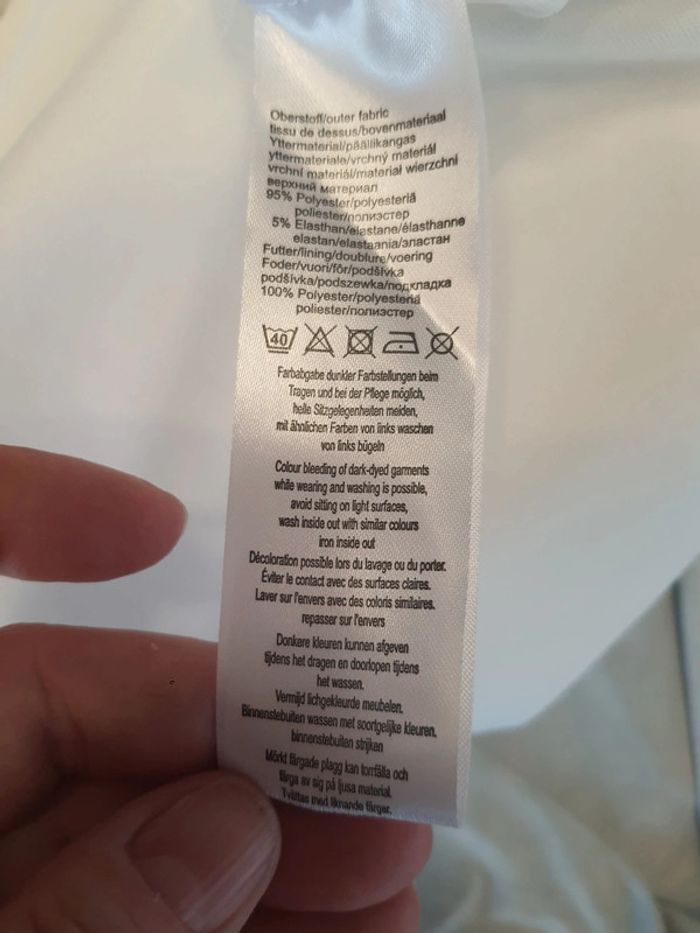 Oberstoff/outer fabric
tissu de dessus/bovenmateriaal
Yttermaterial/päällikangas
yttermateriale/vrchný materiál
vrchní materiál/materiał wierzchni
верхний материал
95% Polyester/polyesteriä
poliester/полиэстер
5% Elasthan/elastane/élasthanne
elastan/elastaania/эластан
Futter/lining/doublure/voering
Foder/vuori/fôr/podšívka
podšívka/podszewka/подкладка
100% Polyester/polyesteriä
poliester/полиэстер
40
Farbabgabe dunkler Farbstellungen beim
Tragen und bei der Pflege möglich,
helle Sitzgelegenheiten meiden,
mit ähnlichen Farben von links waschen
von links bügeln
Colour bleeding of dark-dyed garments
while wearing and washing is possible,
avoid sitting on light surfaces,
wash inside out with similar colours
iron inside out
Décoloration possible lors du lavage ou du porter.
Éviter le contact avec des surfaces claires.
Laver sur l'envers avec des coloris similaires.
repasser sur l'envers
Donkere kleuren kunnen afgeven
tijdens het dragen en doorlopen tijdens
het wassen.
Vermijd lichgekleurde meubelen.
Binnenstebuiten wassen met soortgelijke kleuren.
binnenstebuiten strijken
Mörkt färgade plagg kan torrfälla och
färga av sig på ljusa material.
Tvättas med liknande färger.